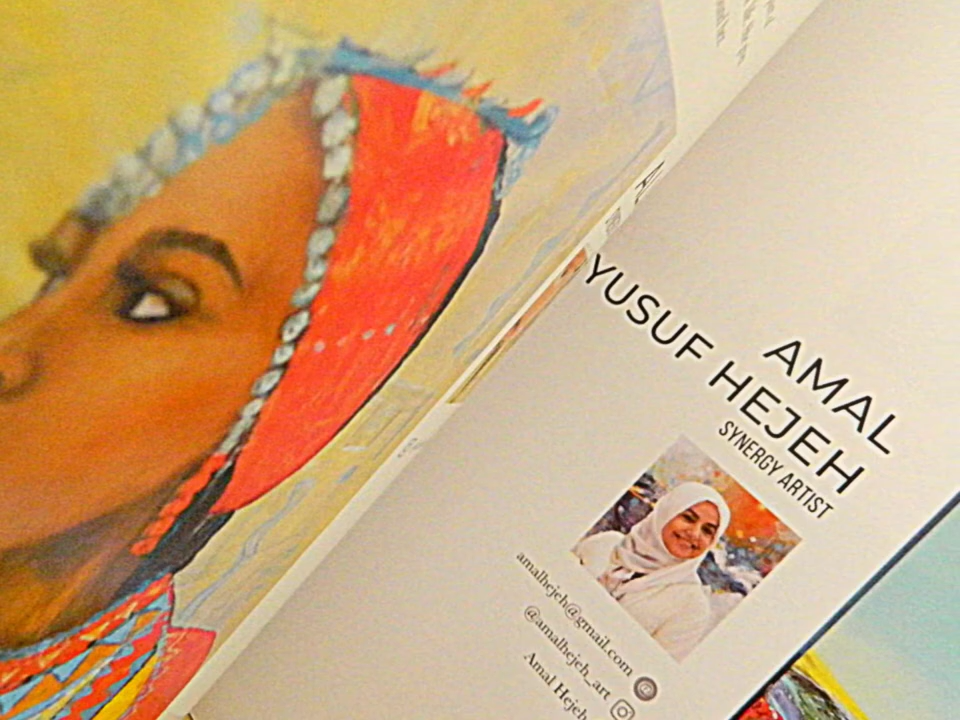 AMAL
YUSUF HEJEH
SYNERGY ARTIST
amalhejeh@gmail.com
@amalhejeh_art
Amal Hejeh